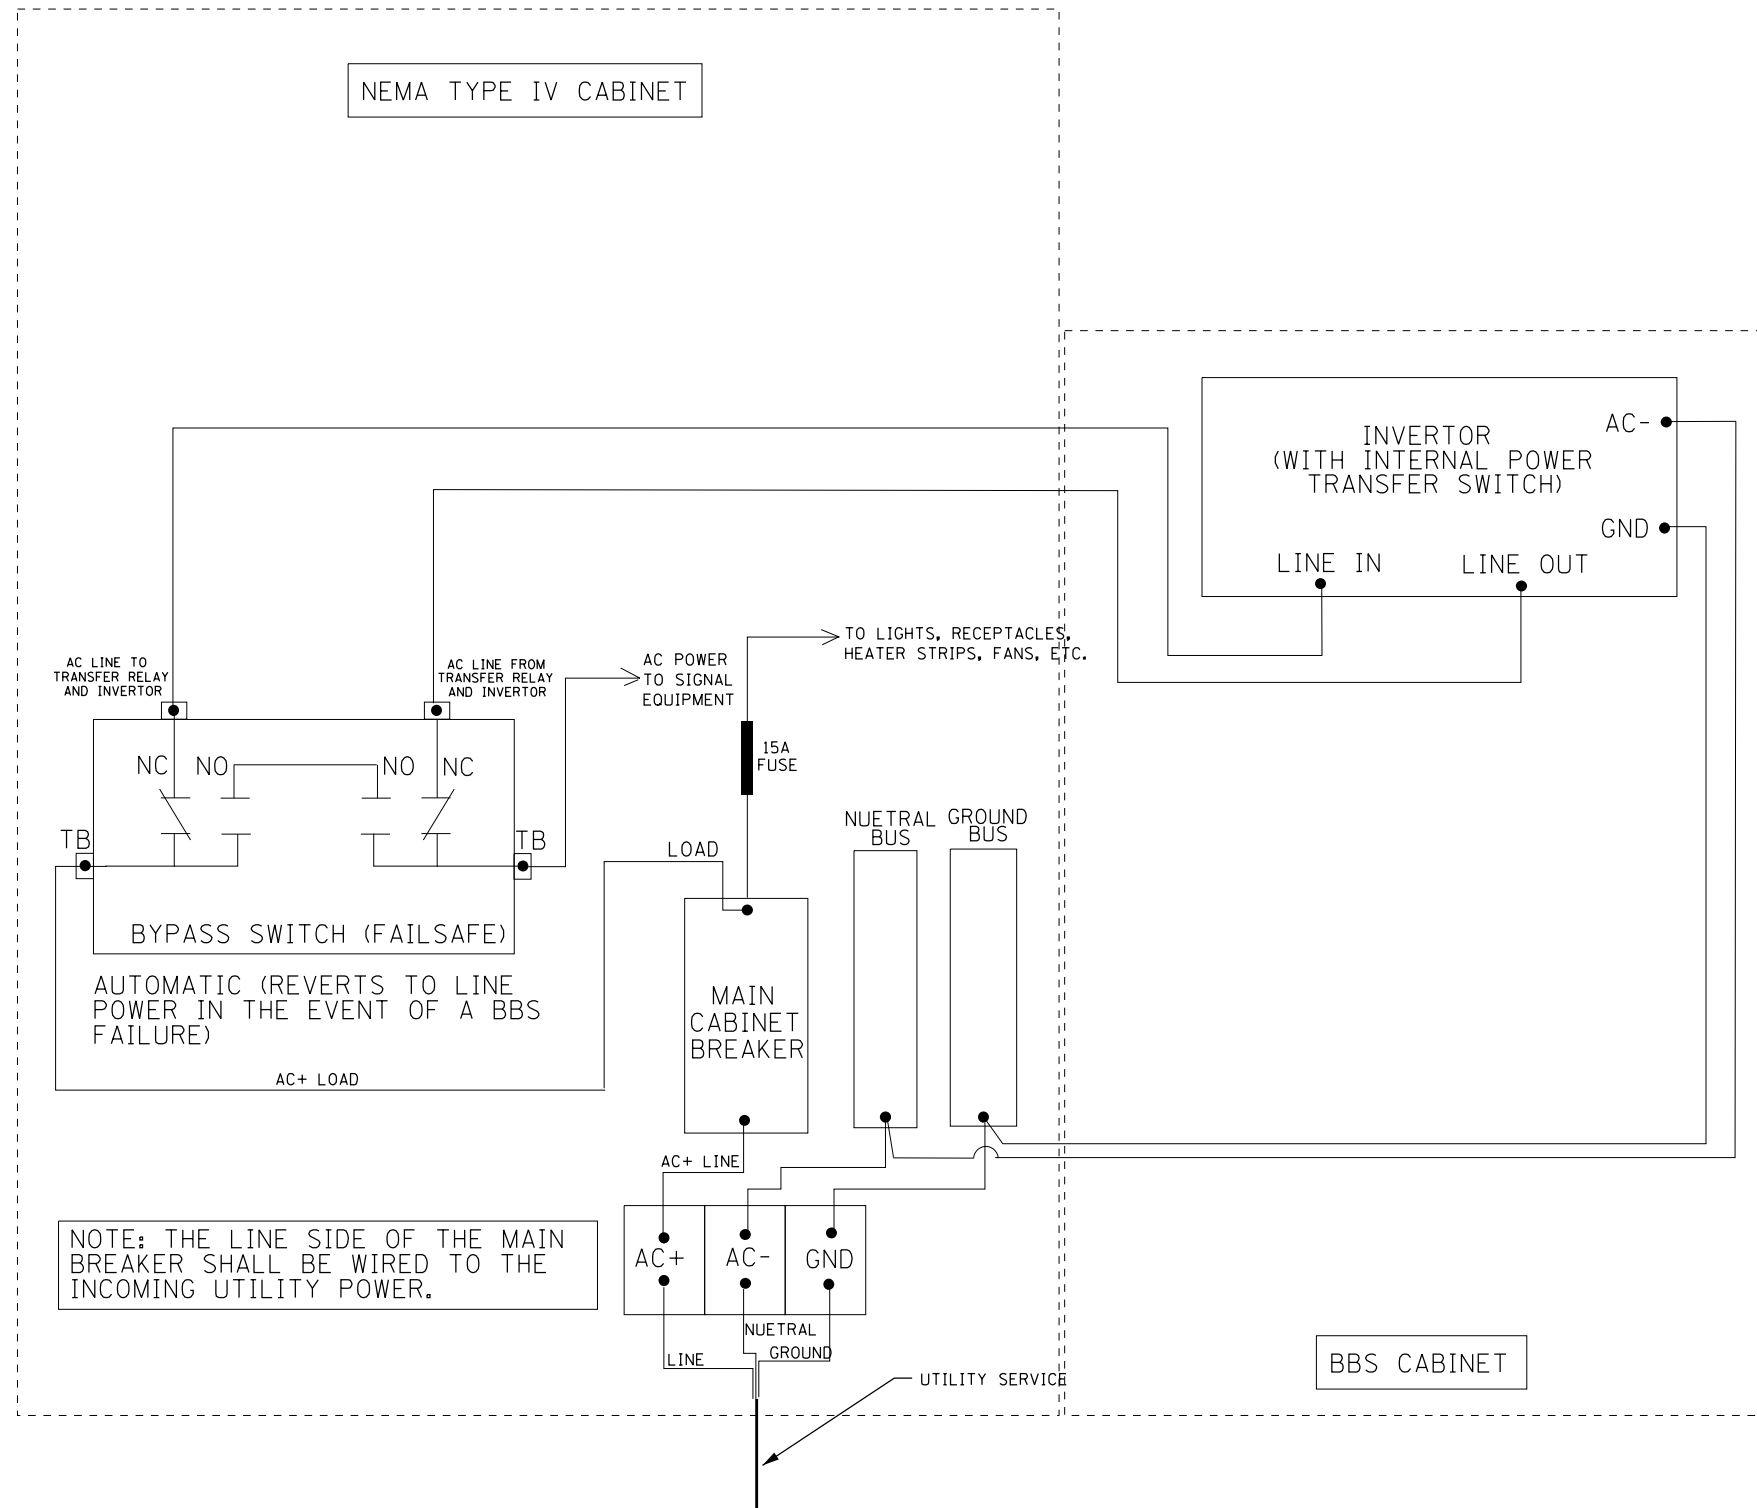 NEMA TYPE IV CABINET
INVERTOR
(WITH INTERNAL POWER
TRANSFER SWITCH)
AC-
GND
LINE IN
LINE OUT
TO LIGHTS, RECEPTACLES,
HEATER STRIPS, FANS, ETC.
AC LINE TO
TRANSFER RELAY
AND INVERTOR
AC LINE FROM
TRANSFER RELAY
AND INVERTOR
AC POWER
TO SIGNAL
EQUIPMENT
15A
FUSE
NC
NO
NO
NC
TB
TB
BYPASS SWITCH (FAILSAFE)
AUTOMATIC (REVERTS TO LINE
POWER IN THE EVENT OF A BBS
FAILURE)
AC+ LOAD
LOAD
NUETRAL
BUS
GROUND
BUS
MAIN
CABINET
BREAKER
AC+ LINE
NOTE: THE LINE SIDE OF THE MAIN
BREAKER SHALL BE WIRED TO THE
INCOMING UTILITY POWER.
AC+
AC-
GND
NUETRAL
LINE
GROUND
UTILITY SERVICE
BBS CABINET